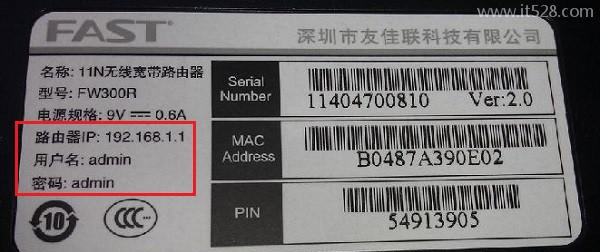 www.it528.com
FAST®
深圳市友佳联科技有限公司
名称: 11N无线宽带路由器
型号: FW300R
电源规格: 9V⎓0.6A
路由器IP: 192.168.1.1
用户名: admin
密码: admin
10
CCC
Serial Number
11404700810 Ver:2.0
MAC Address
B0487A390E02
PIN
54913905